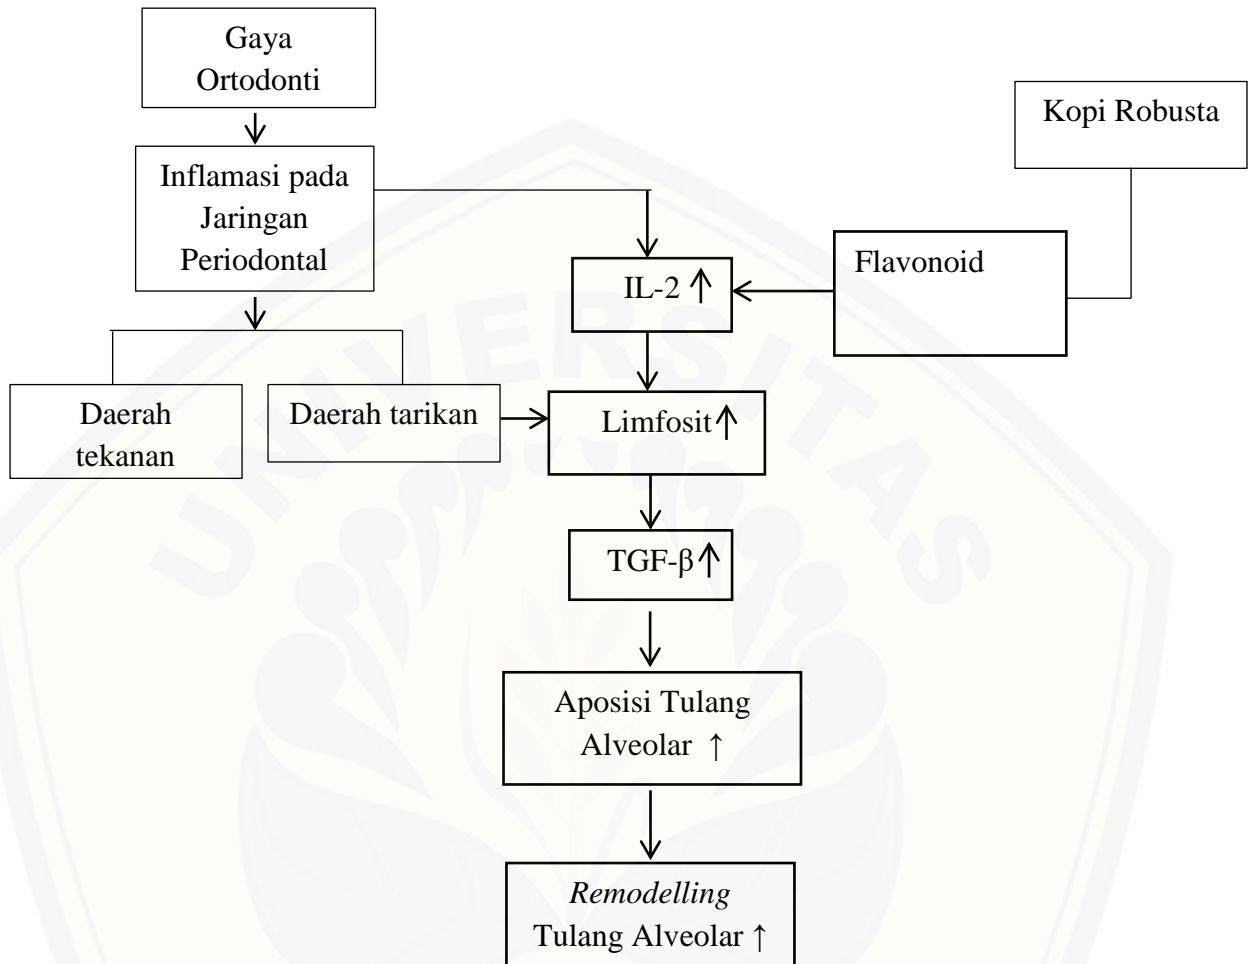 Gaya
Ortodonti
Kopi Robusta
Inflamasi pada
Jaringan
Periodontal
IL-2 ↑
Flavonoid
Daerah
tekanan
Daerah tarikan
Limfosit ↑
TGF-β ↑
Aposisi Tulang
Alveolar ↑
Remodelling
Tulang Alveolar ↑
UNIVERSITAS